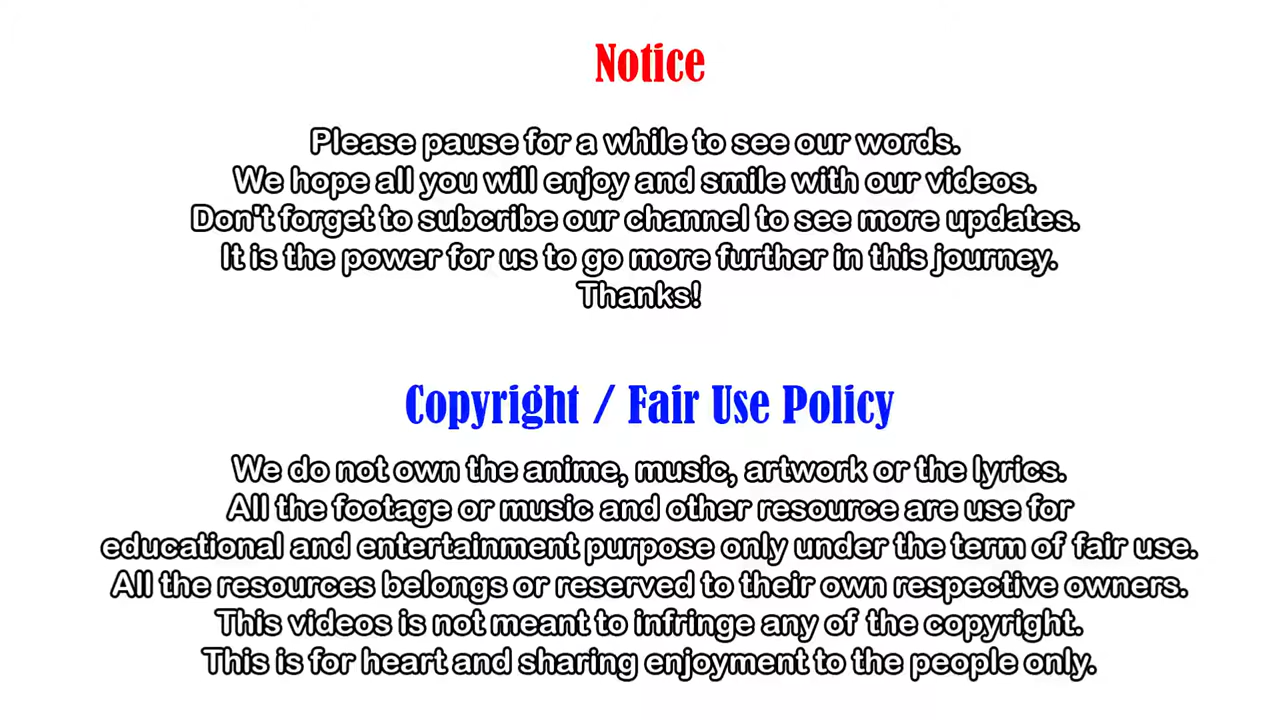 Notice
Please pause for a while to see our words.
We hope all you will enjoy and smile with our videos.
Don't forget to subcribe our channel to see more updates.
It is the power for us to go more further in this journey.
Thanks!
Copyright / Fair Use Policy
We do not own the anime, music, artwork or the lyrics.
All the footage or music and other resource are use for
educational and entertainment purpose only under the term of fair use.
All the resources belongs or reserved to their own respective owners.
This videos is not meant to infringe any of the copyright.
This is for heart and sharing enjoyment to the people only.